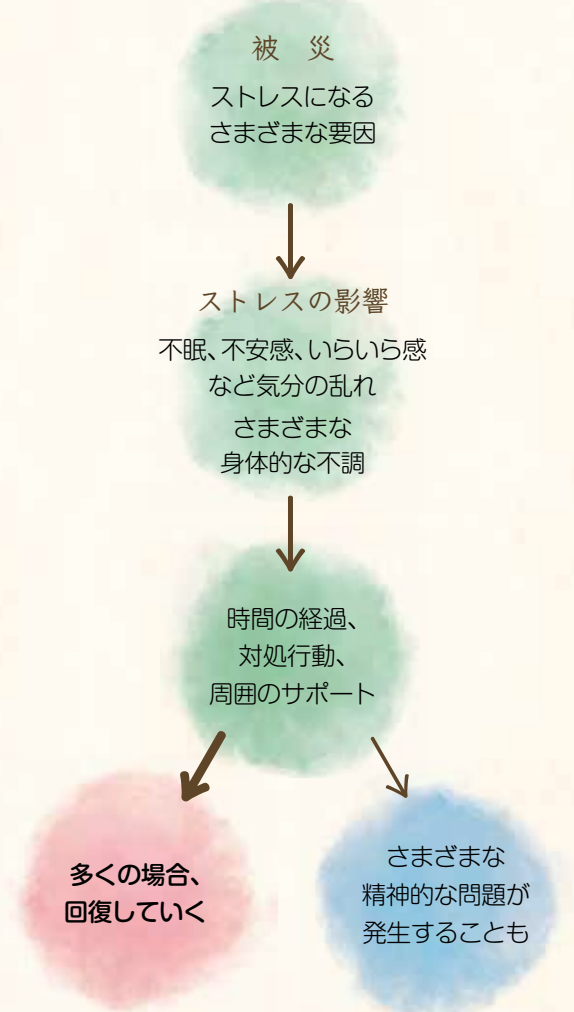 被　災
ストレスになる
さまざまな要因
ストレスの影響
不眠、不安感、いらいら感
など気分の乱れ
さまざまな
身体的な不調
時間の経過、
対処行動、
周囲のサポート
多くの場合、
回復していく
さまざまな
精神的な問題が
発生することも